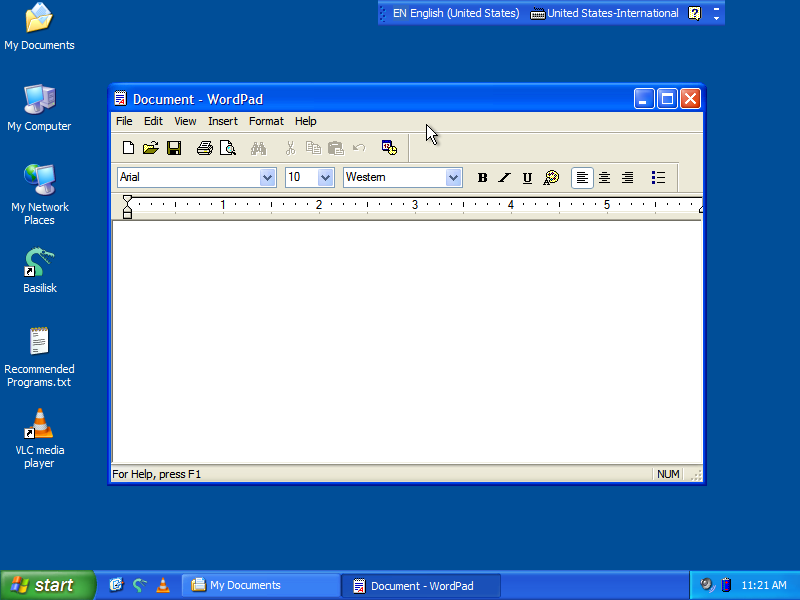 My Documents
EN English (United States) United States-International ?
My Computer
My Network
Places
Basilisk
Recommended
Programs.txt
VLC media
player
Document - WordPad
File Edit View Insert Format Help
Arial 10 Western B I U
1 2 3 4 5
For Help, press F1 NUM
start My Documents Document - WordPad 11:21 AM